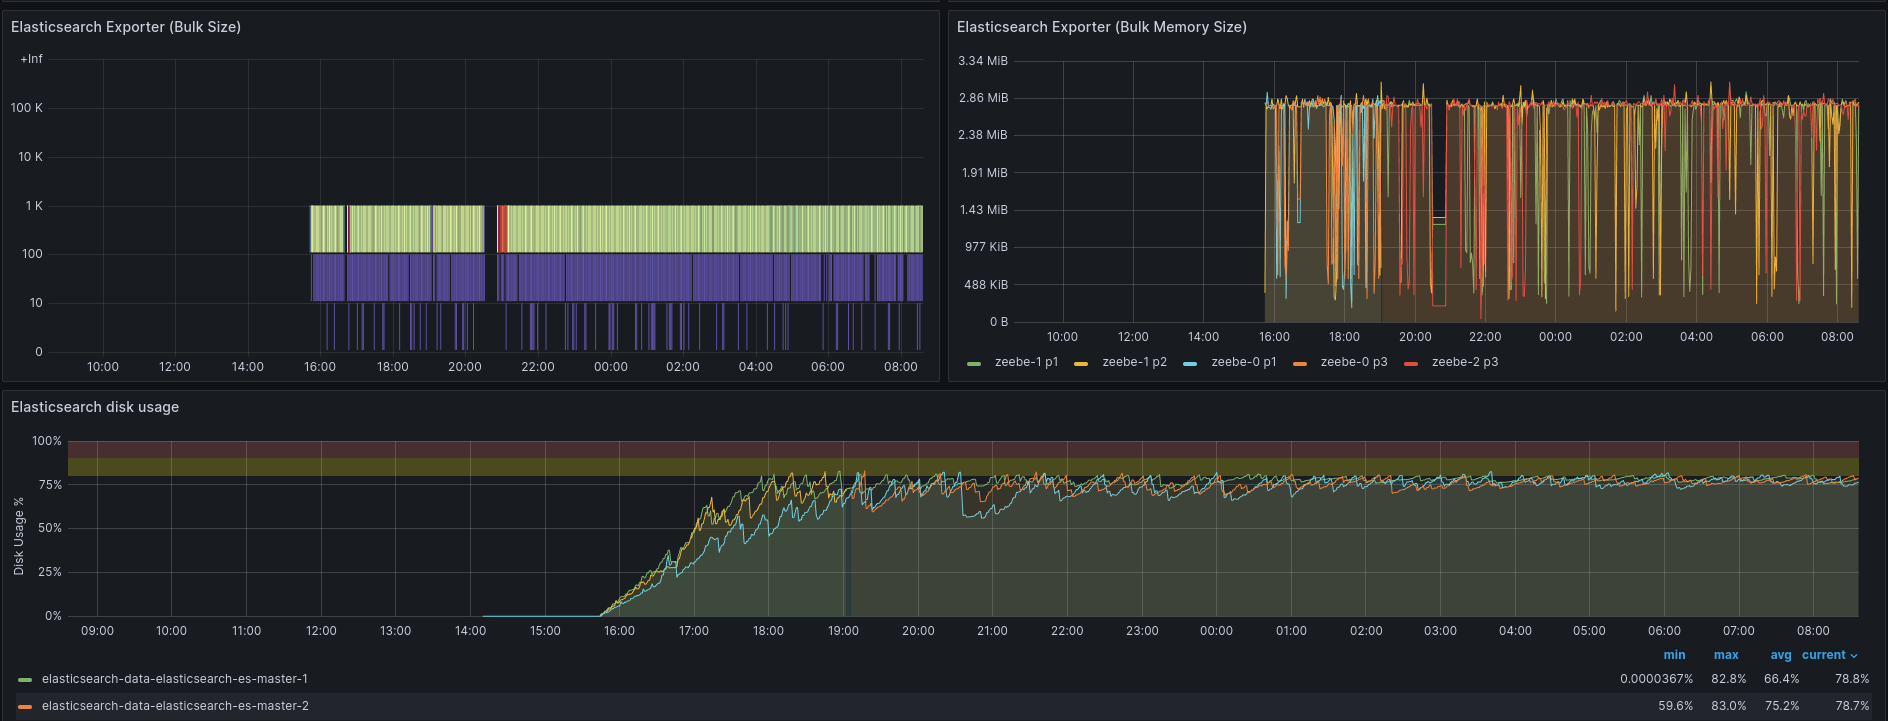 Elasticsearch Exporter (Bulk Size)
+Inf
100 K
10 K
1 K
100
10
0
10:00 12:00 14:00 16:00 18:00 20:00 22:00 00:00 02:00 04:00 06:00 08:00
Elasticsearch Exporter (Bulk Memory Size)
3.34 MiB
2.86 MiB
2.38 MiB
1.91 MiB
1.43 MiB
977 KiB
488 KiB
0 B
10:00 12:00 14:00 16:00 18:00 20:00 22:00 00:00 02:00 04:00 06:00 08:00
zeebe-1 p1 zeebe-1 p2 zeebe-0 p1 zeebe-0 p3 zeebe-2 p3
Elasticsearch disk usage
Disk Usage %
100%
75%
50%
25%
0%
09:00 10:00 11:00 12:00 13:00 14:00 15:00 16:00 17:00 18:00 19:00 20:00 21:00 22:00 23:00 00:00 01:00 02:00 03:00 04:00 05:00 06:00 07:00 08:00
min max avg current
elasticsearch-data-elasticsearch-es-master-1 0.0000367% 82.8% 66.4% 78.8%
elasticsearch-data-elasticsearch-es-master-2 59.6% 83.0% 75.2% 78.7%